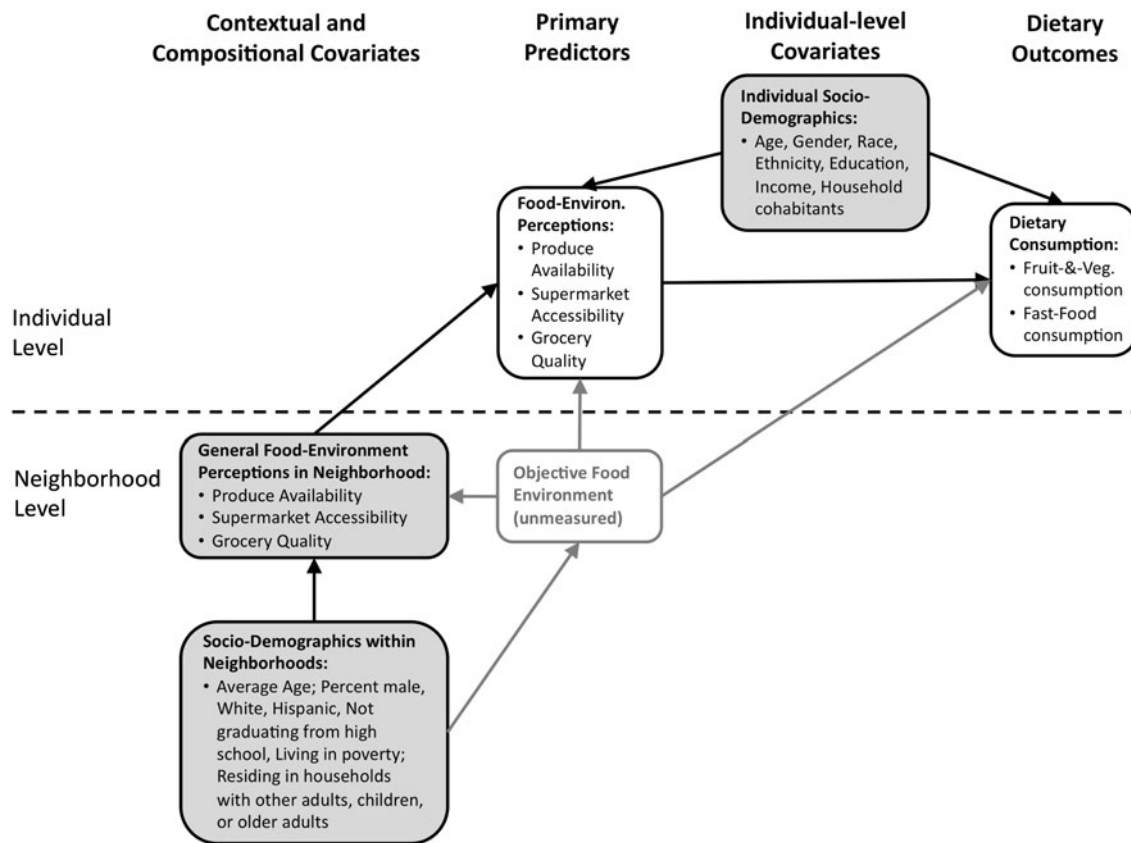 Contextual and
Compositional Covariates
Primary
Predictors
Individual-level
Covariates
Dietary
Outcomes
Individual Socio-
Demographics:
• Age, Gender, Race,
Ethnicity, Education,
Income, Household
cohabitants
Food-Environ.
Perceptions:
• Produce
Availability
• Supermarket
Accessibility
• Grocery
Quality
Dietary
Consumption:
• Fruit-&-Veg.
consumption
• Fast-Food
consumption
Individual
Level
Neighborhood
Level
General Food-Environment
Perceptions in Neighborhood:
• Produce Availability
• Supermarket Accessibility
• Grocery Quality
Objective Food
Environment
(unmeasured)
Socio-Demographics within
Neighborhoods:
• Average Age; Percent male,
White, Hispanic, Not
graduating from high
school, Living in poverty;
Residing in households
with other adults, children,
or older adults